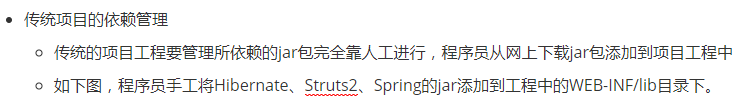 传统项目的依赖管理
传统的项目工程要管理所依赖的jar包完全靠人工进行，程序员从网上下载jar包添加到项目工程中
如下图，程序员手工将Hibernate、Struts2、Spring的jar添加到工程中的WEB-INF/lib目录下。